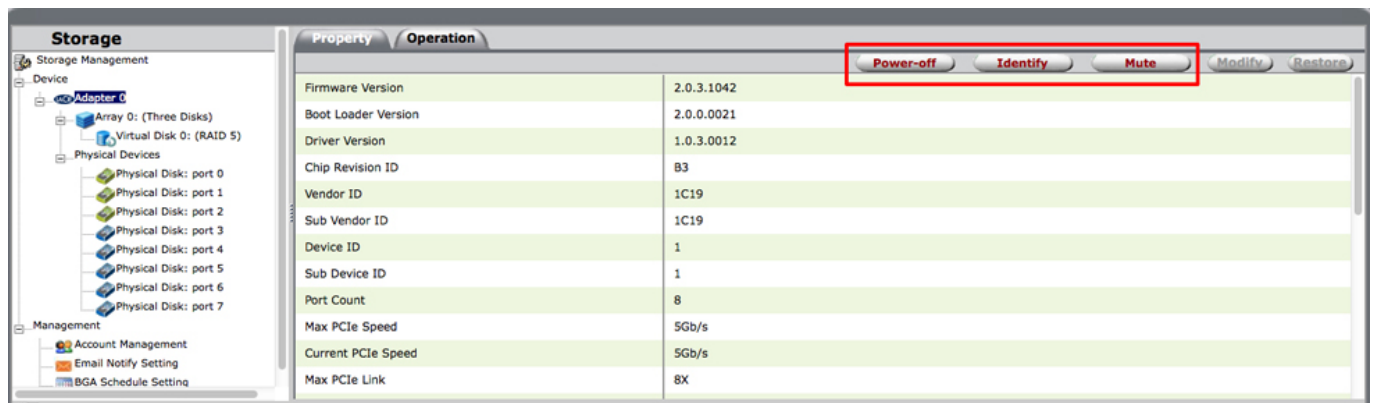 Storage
Storage Management
Device
Adapter 0
Array 0: (Three Disks)
Virtual Disk 0: (RAID 5)
Physical Devices
Physical Disk: port 0
Physical Disk: port 1
Physical Disk: port 2
Physical Disk: port 3
Physical Disk: port 4
Physical Disk: port 5
Physical Disk: port 6
Physical Disk: port 7
Management
Account Management
Email Notify Setting
BGA Schedule Setting
Property Operation
Power-off Identify Mute Modify Restore
Firmware Version 2.0.3.1042
Boot Loader Version 2.0.0.0021
Driver Version 1.0.3.0012
Chip Revision ID B3
Vendor ID 1C19
Sub Vendor ID 1C19
Device ID 1
Sub Device ID 1
Port Count 8
Max PCIe Speed 5Gb/s
Current PCIe Speed 5Gb/s
Max PCIe Link 8X